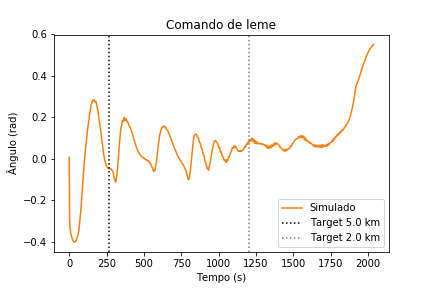 Comando de leme
Ângulo (rad)
0.6
0.4
0.2
0.0
−0.2
−0.4
0
250
500
750
1000
1250
1500
1750
2000
Tempo (s)
Simulado
Target 5.0 km
Target 2.0 km